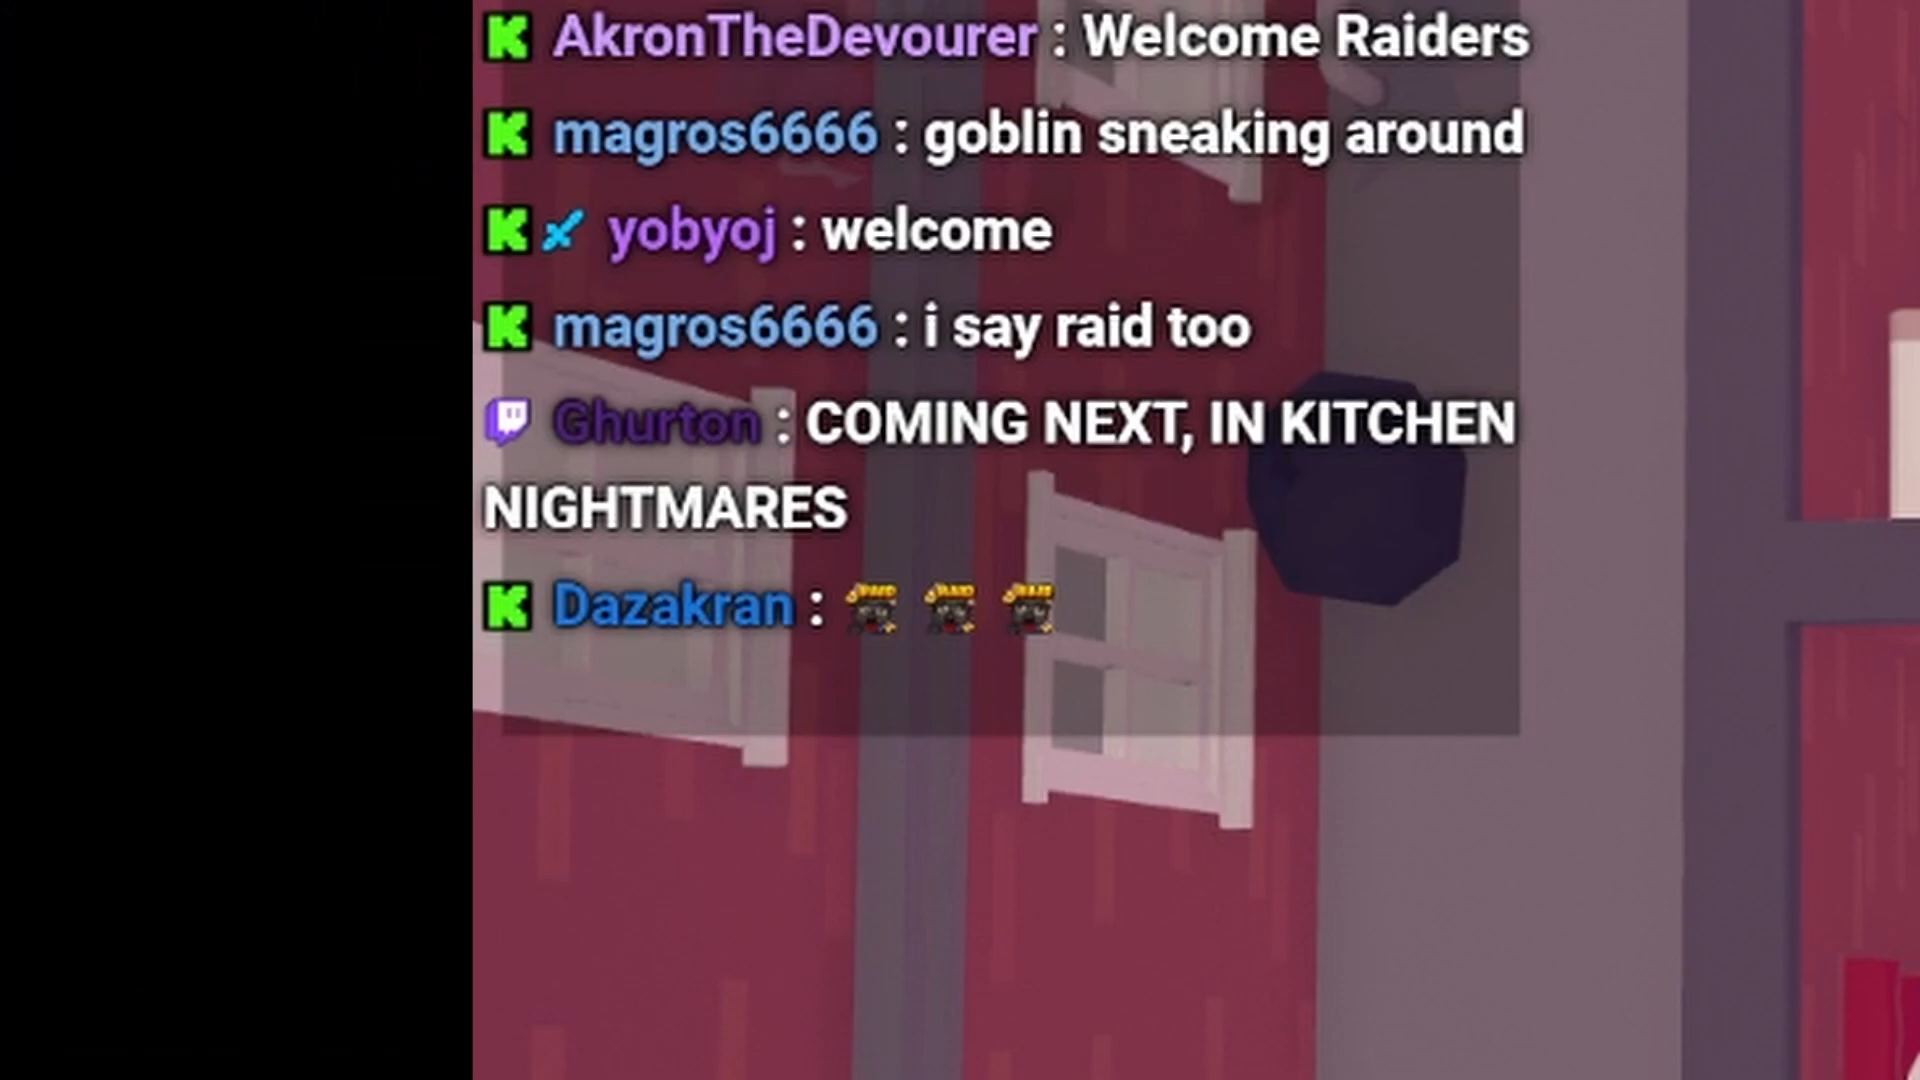 AkronTheDevourer : Welcome Raiders
magros6666 : goblin sneaking around
yobyoj : welcome
magros6666 : i say raid too
Ghurton : COMING NEXT, IN KITCHEN
NIGHTMARES
Dazakran :